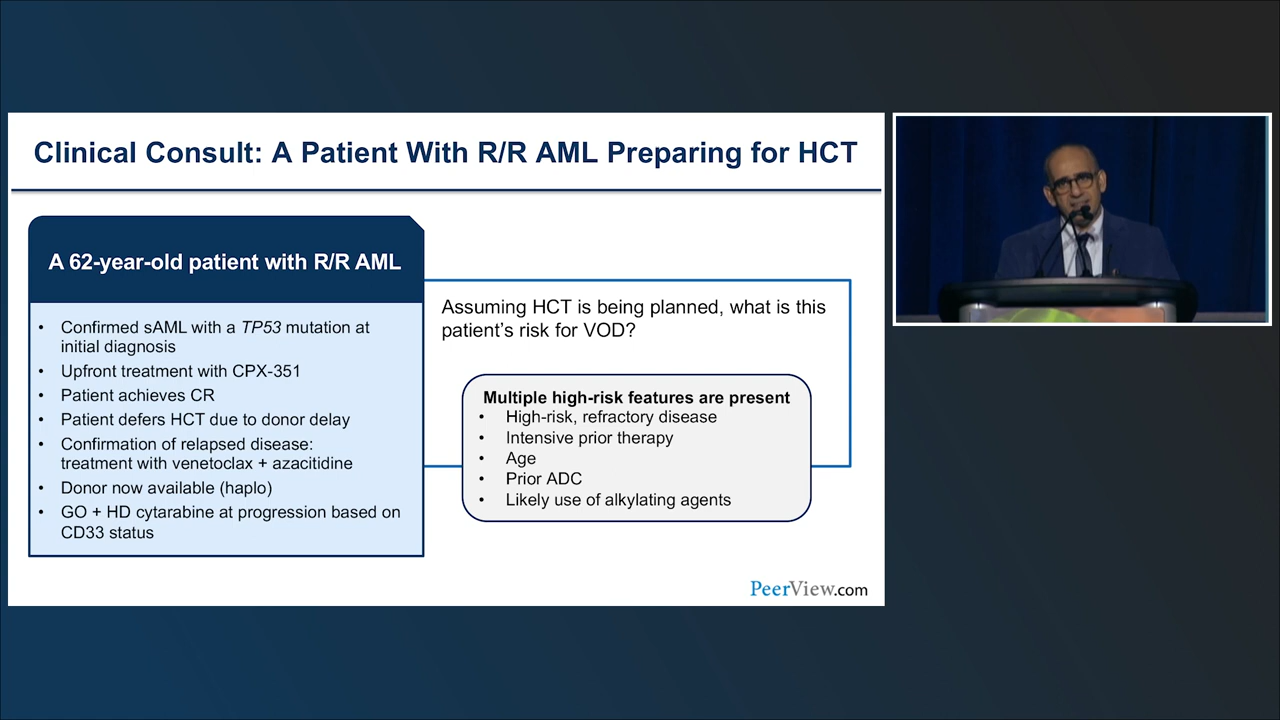 Clinical Consult: A Patient With R/R AML Preparing for HCT
A 62-year-old patient with R/R AML
• Confirmed sAML with a TP53 mutation at
initial diagnosis
• Upfront treatment with CPX-351
• Patient achieves CR
• Patient defers HCT due to donor delay
• Confirmation of relapsed disease:
treatment with venetoclax + azacitidine
• Donor now available (haplo)
• GO + HD cytarabine at progression based on
CD33 status
Assuming HCT is being planned, what is this
patient's risk for VOD?
Multiple high-risk features are present
• High-risk, refractory disease
• Intensive prior therapy
• Age
• Prior ADC
• Likely use of alkylating agents
PeerView.com